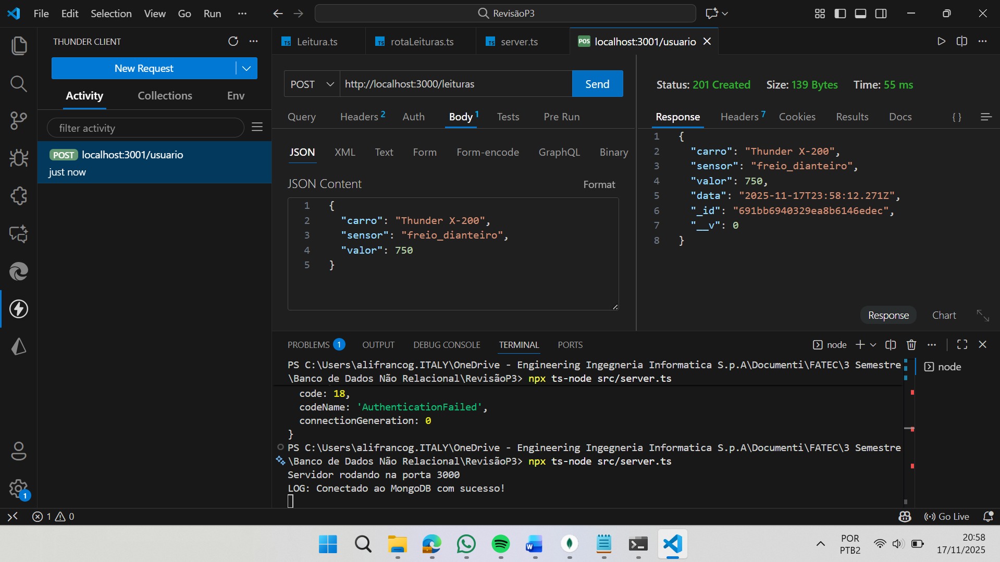 File Edit Selection View Go Run ···
RevisãoP3
THUNDER CLIENT
New Request
Activity Collections Env
filter activity
POST localhost:3001/usuario
just now
1
TS Leitura.ts
TS rotaLeituras.ts
TS server.ts
POS localhost:3001/usuario
POST http://localhost:3000/leituras Send
Query Headers 2 Auth Body 1 Tests Pre Run
JSON XML Text Form Form-encode GraphQL Binary
JSON Content Format
1 {
2 "carro": "Thunder X-200",
3 "sensor": "freio_dianteiro",
4 "valor": 750
5 }
Status: 201 Created Size: 139 Bytes Time: 55 ms
Response Headers 7 Cookies Results Docs { }
1 {
2 "carro": "Thunder X-200",
3 "sensor": "freio_dianteiro",
4 "valor": 750,
5 "data": "2025-11-17T23:58:12.271Z",
6 "_id": "691bb6940329ea8b6146edec",
7 "__v": 0
8 }
Response Chart
PROBLEMS 1 OUTPUT DEBUG CONSOLE TERMINAL PORTS
node
PS C:\Users\alifrancog.ITALY\OneDrive - Engineering Ingegneria Informatica S.p.A\Documenti\FATEC\3 Semestre
\Banco de Dados Não Relacional\RevisãoP3> npx ts-node src/server.ts
code: 18,
codeName: 'AuthenticationFailed',
connectionGeneration: 0
}
PS C:\Users\alifrancog.ITALY\OneDrive - Engineering Ingegneria Informatica S.p.A\Documenti\FATEC\3 Semestre
\Banco de Dados Não Relacional\RevisãoP3> npx ts-node src/server.ts
Servidor rodando na porta 3000
LOG: Conectado ao MongoDB com sucesso!
node
1 0
Go Live
POR
PTB2
20:58
17/11/2025